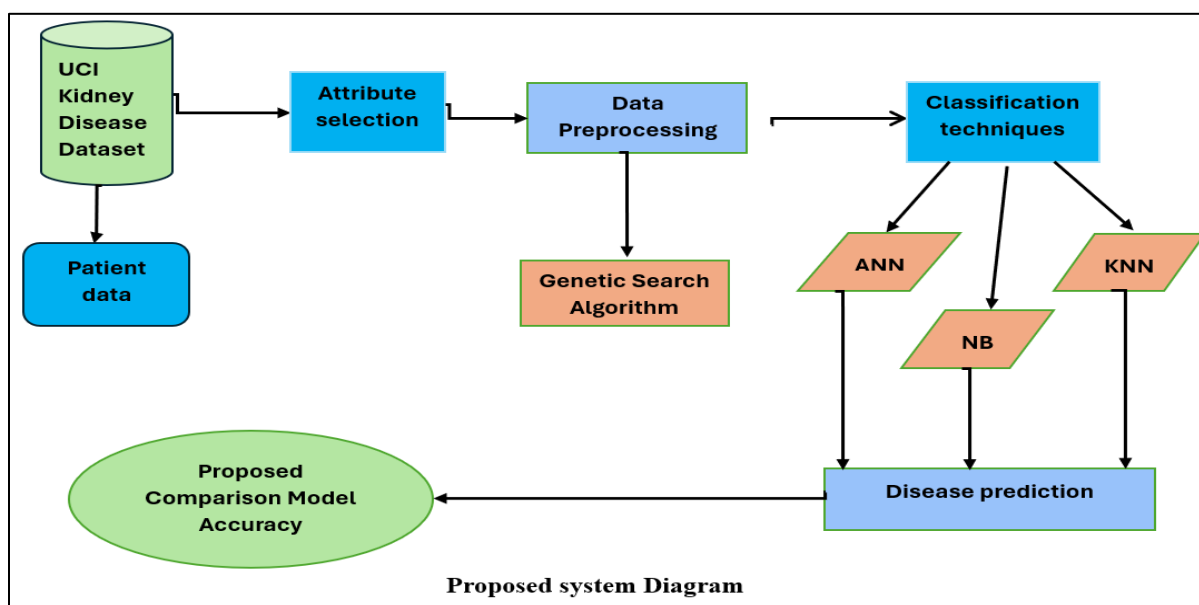 UCI
Kidney
Disease
Dataset
Attribute
selection
Data
Preprocessing
Classification
techniques
Patient
data
Genetic Search
Algorithm
ANN
KNN
NB
Proposed
Comparison Model
Accuracy
Disease prediction
Proposed system Diagram